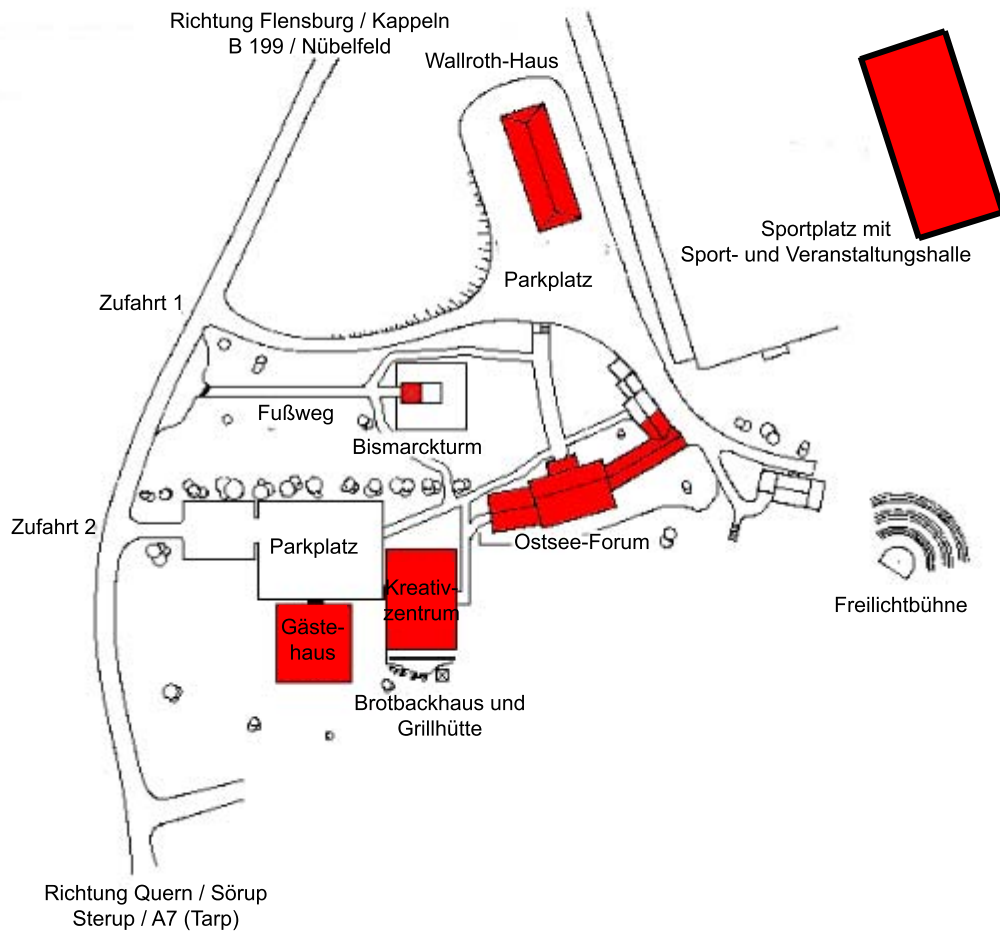 Richtung Flensburg / Kappeln
B 199 / Nübelfeld
Wallroth-Haus
Sportplatz mit
Sport- und Veranstaltungshalle
Parkplatz
Zufahrt 1
Fußweg
Bismarckturm
Zufahrt 2
Parkplatz
Ostsee-Forum
Kreativ-
zentrum
Freilichtbühne
Gäste-
haus
Brotbackhaus und
Grillhütte
Richtung Quern / Sörup
Sterup / A7 (Tarp)